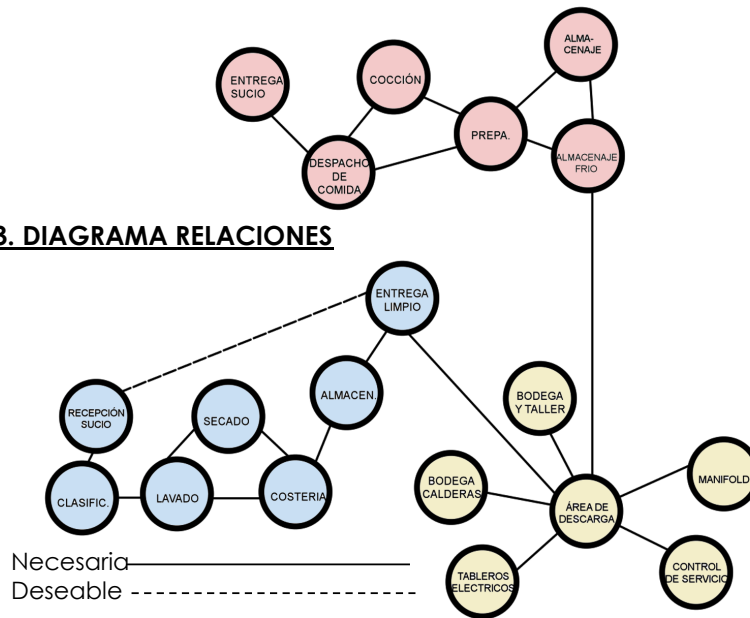 ALMA-
CENAJE
ENTREGA
SUCIO
COCCIÓN
PREPA.
ALMACENAJE
FRIO
DESPACHO
DE
COMIDA
3. DIAGRAMA RELACIONES
ENTREGA
LIMPIO
ALMACEN.
BODEGA
Y TALLER
RECEPCIÓN
SUCIO
SECADO
CLASIFIC.
LAVADO
COSTERIA
BODEGA
CALDERAS
MANIFOLD
ÁREA DE
DESCARGA
TABLEROS
ELECTRICOS
CONTROL
DE SERVICIO
Necesaria
Deseable